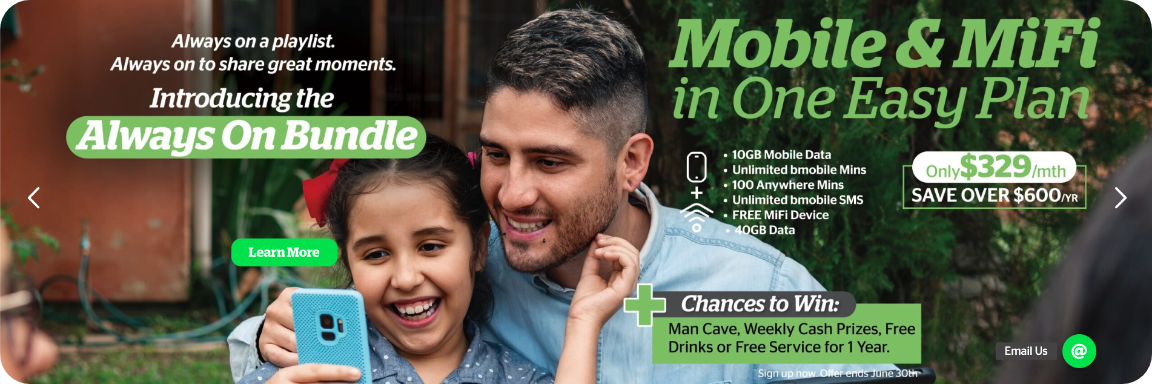 Always on a playlist.
Always on to share great moments.
Introducing the
Always On Bundle
Learn More
Mobile & MiFi
in One Easy Plan
• 10GB Mobile Data
• Unlimited bmobile Mins
• 100 Anywhere Mins
• Unlimited bmobile SMS
• FREE MiFi Device
• 40GB Data
Only $329/mth
SAVE OVER $600/YR
Chances to Win:
Man Cave, Weekly Cash Prizes, Free
Drinks or Free Service for 1 Year.
Sign up now. Offer ends June 30th
Email Us
@